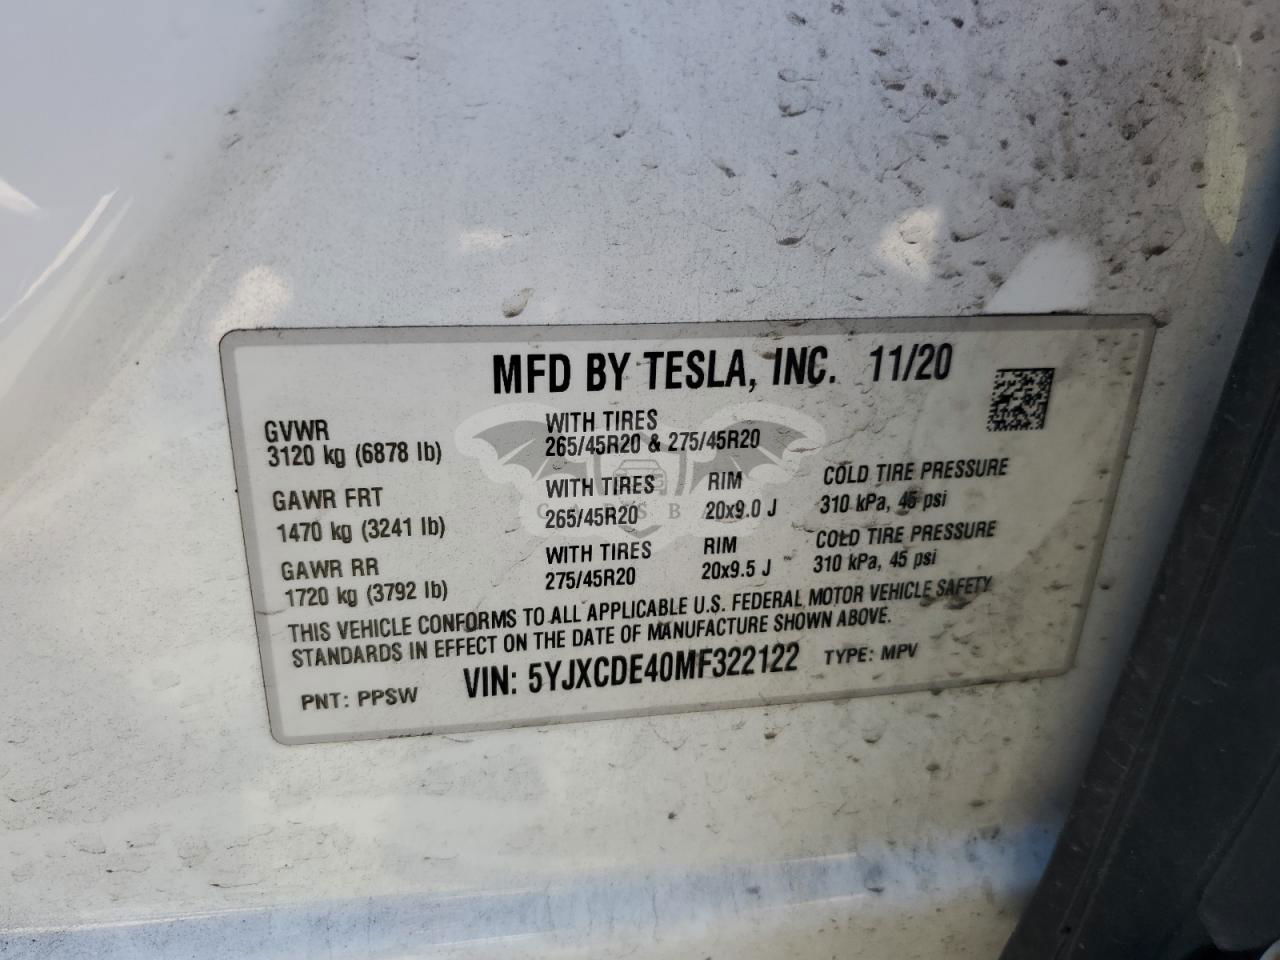 MFD BY TESLA, INC. 11/20
GVWR WITH TIRES
3120 kg (6878 lb) 265/45R20 & 275/45R20
GAWR FRT WITH TIRES RIM COLD TIRE PRESSURE
1470 kg (3241 lb) 265/45R20 20x9.0 J 310 kPa, 45 psi
GAWR RR WITH TIRES RIM COLD TIRE PRESSURE
1720 kg (3792 lb) 275/45R20 20x9.5 J 310 kPa, 45 psi
THIS VEHICLE CONFORMS TO ALL APPLICABLE U.S. FEDERAL MOTOR VEHICLE SAFETY
STANDARDS IN EFFECT ON THE DATE OF MANUFACTURE SHOWN ABOVE.
PNT: PPSW VIN: 5YJXCDE40MF322122 TYPE: MPV